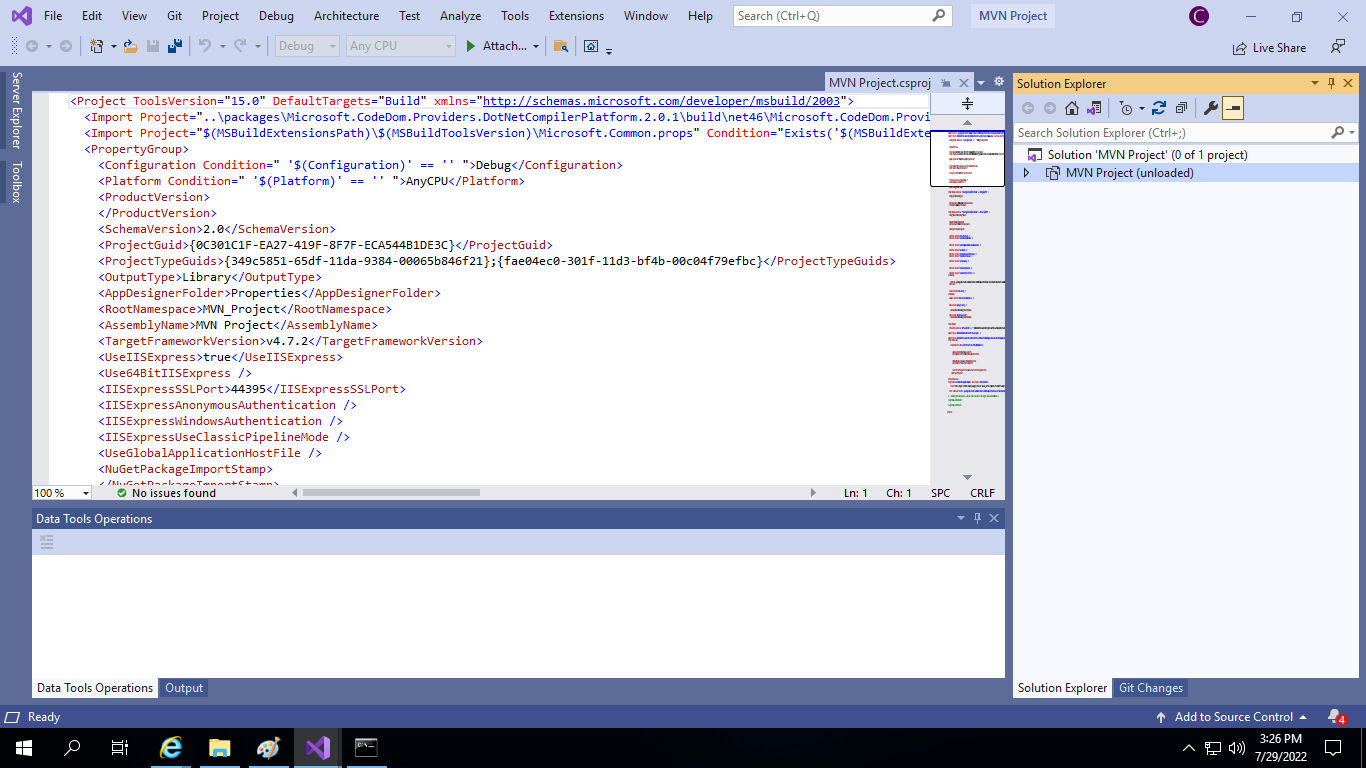 File Edit View Git Project Debug Architecture Test Analyze Tools Extensions Window Help Search (Ctrl+Q) MVN Project C
Debug Any CPU Attach... Live Share
Server Explorer
Toolbox
MVN Project.csproj
<Project ToolsVersion="15.0" DefaultTargets="Build" xmlns="http://schemas.microsoft.com/developer/msbuild/2003">
<Import Project="..\packages\Microsoft.CodeDom.Providers.DotNetCompilerPlatform.2.0.1\build\net46\Microsoft.CodeDom.Provi
<Import Project="$(MSBuildExtensionsPath)\$(MSBuildToolsVersion)\Microsoft.Common.props" Condition="Exists('$(MSBuildExte
<PropertyGroup>
<Configuration Condition=" '$(Configuration)' == '' ">Debug</Configuration>
<Platform Condition=" '$(Platform)' == '' ">AnyCPU</Platform>
<ProductVersion>
</ProductVersion>
<SchemaVersion>2.0</SchemaVersion>
<ProjectGuid>{0C301C1F-EA27-419F-8F7F-ECA544B1DE3C}</ProjectGuid>
<ProjectTypeGuids>{349c5851-65df-11da-9384-00065b846f21};{fae04ec0-301f-11d3-bf4b-00c04f79efbc}</ProjectTypeGuids>
<OutputType>Library</OutputType>
<AppDesignerFolder>Properties</AppDesignerFolder>
<RootNamespace>MVN_Project</RootNamespace>
<AssemblyName>MVN Project</AssemblyName>
<TargetFrameworkVersion>v4.7.2</TargetFrameworkVersion>
<UseIISExpress>true</UseIISExpress>
<Use64BitIISExpress />
<IISExpressSSLPort>44395</IISExpressSSLPort>
<IISExpressAnonymousAuthentication />
<IISExpressWindowsAuthentication />
<IISExpressUseClassicPipelineMode />
<UseGlobalApplicationHostFile />
<NuGetPackageImportStamp>
</NuGetPackageImportStamp>
100 % No issues found Ln: 1 Ch: 1 SPC CRLF
Data Tools Operations
Data Tools Operations Output
Solution Explorer
Search Solution Explorer (Ctrl+;)
Solution 'MVN Project' (0 of 1 project)
MVN Project (unloaded)
Solution Explorer Git Changes
Ready Add to Source Control 4
3:26 PM
7/29/2022